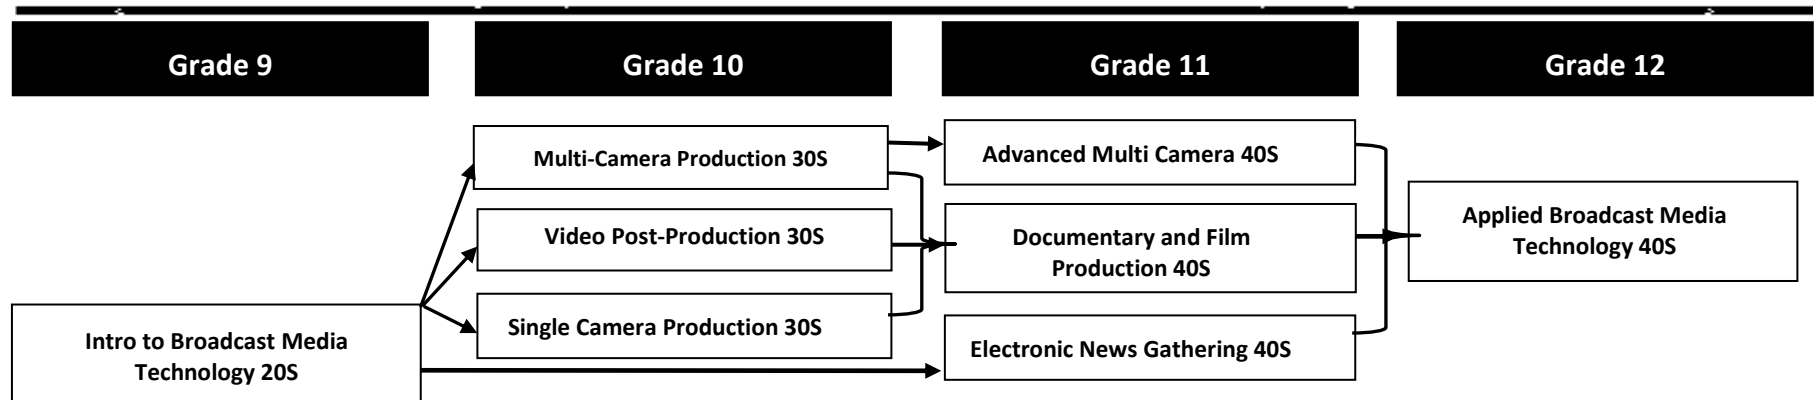 Grade 9
Grade 10
Grade 11
Grade 12
Multi-Camera Production 30S
Advanced Multi Camera 40S
Video Post-Production 30S
Documentary and Film
Production 40S
Applied Broadcast Media
Technology 40S
Single Camera Production 30S
Intro to Broadcast Media
Technology 20S
Electronic News Gathering 40S